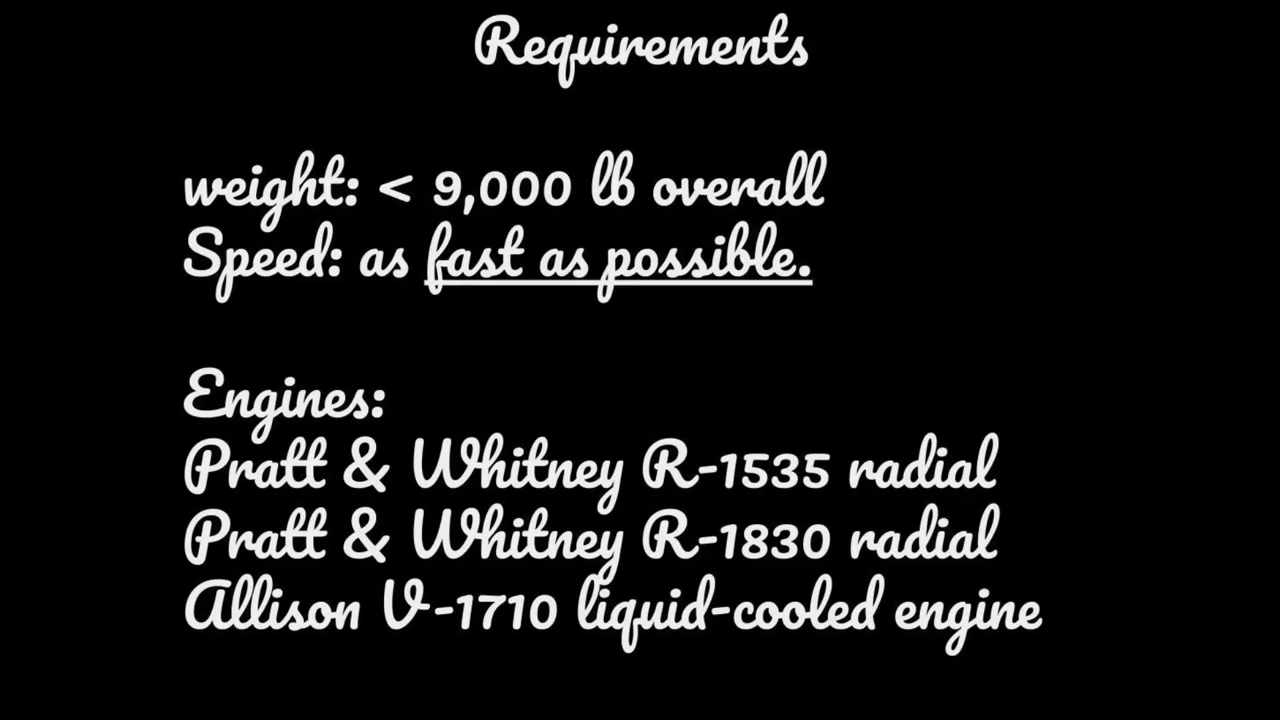 Requirements
weight: < 9,000 lb overall
Speed: as fast as possible.
Engines:
Pratt & Whitney R-1535 radial
Pratt & Whitney R-1830 radial
Allison V-1710 liquid-cooled engine